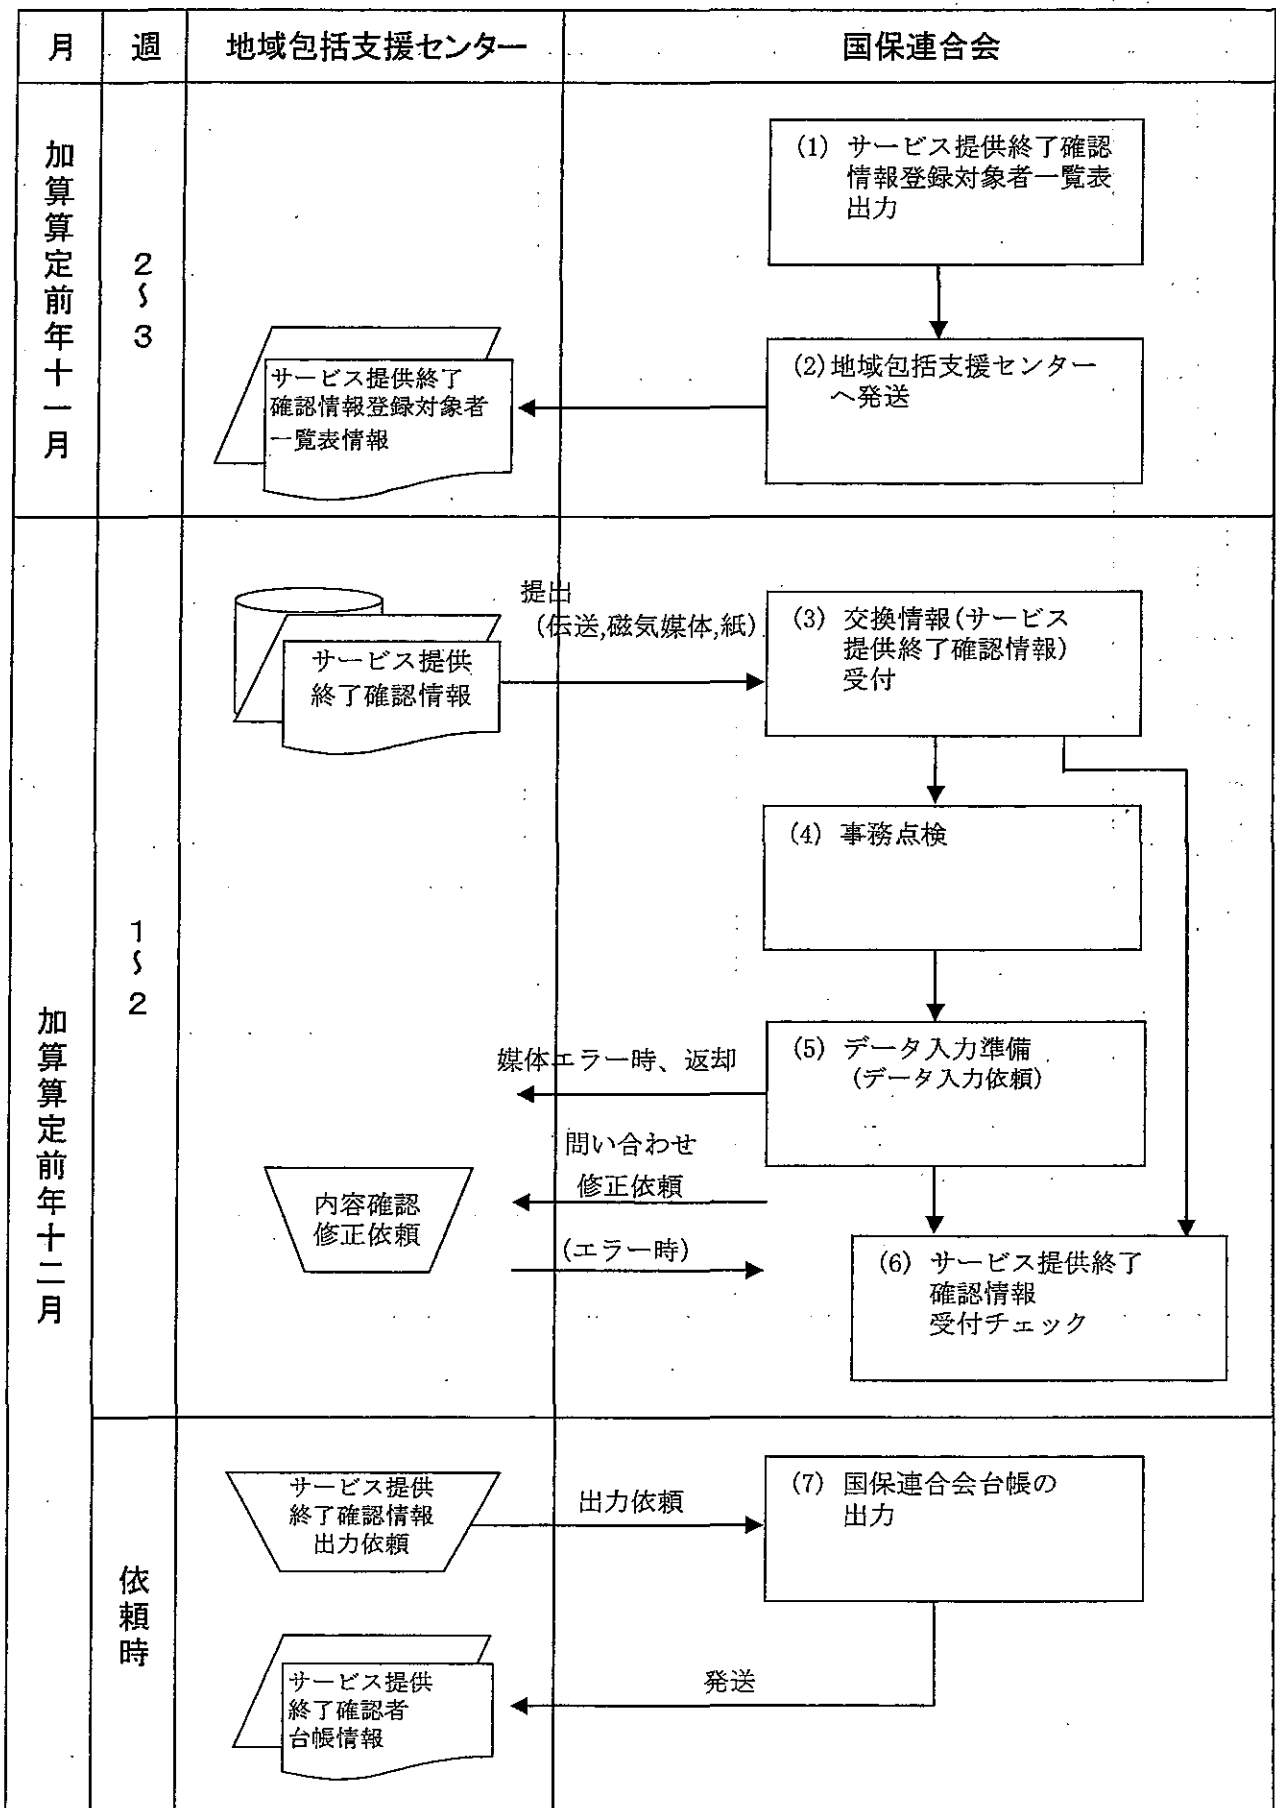 月
週
地域包括支援センター
国保連合会
加算算定前年十一月
2〜3
(1) サービス提供終了確認
情報登録対象者一覧表
出力
(2)地域包括支援センター
へ発送
サービス提供終了
確認情報登録対象者
一覧表情報
加算算定前年十二月
1〜2
サービス提供
終了確認情報
提出
(伝送,磁気媒体,紙)
(3) 交換情報(サービス
提供終了確認情報)
受付
(4) 事務点検
(5) データ入力準備
(データ入力依頼)
媒体エラー時、返却
問い合わせ
修正依頼
内容確認
修正依頼
(エラー時)
(6) サービス提供終了
確認情報
受付チェック
依頼時
サービス提供
終了確認情報
出力依頼
出力依頼
(7) 国保連合会台帳の
出力
発送
サービス提供
終了確認者
台帳情報